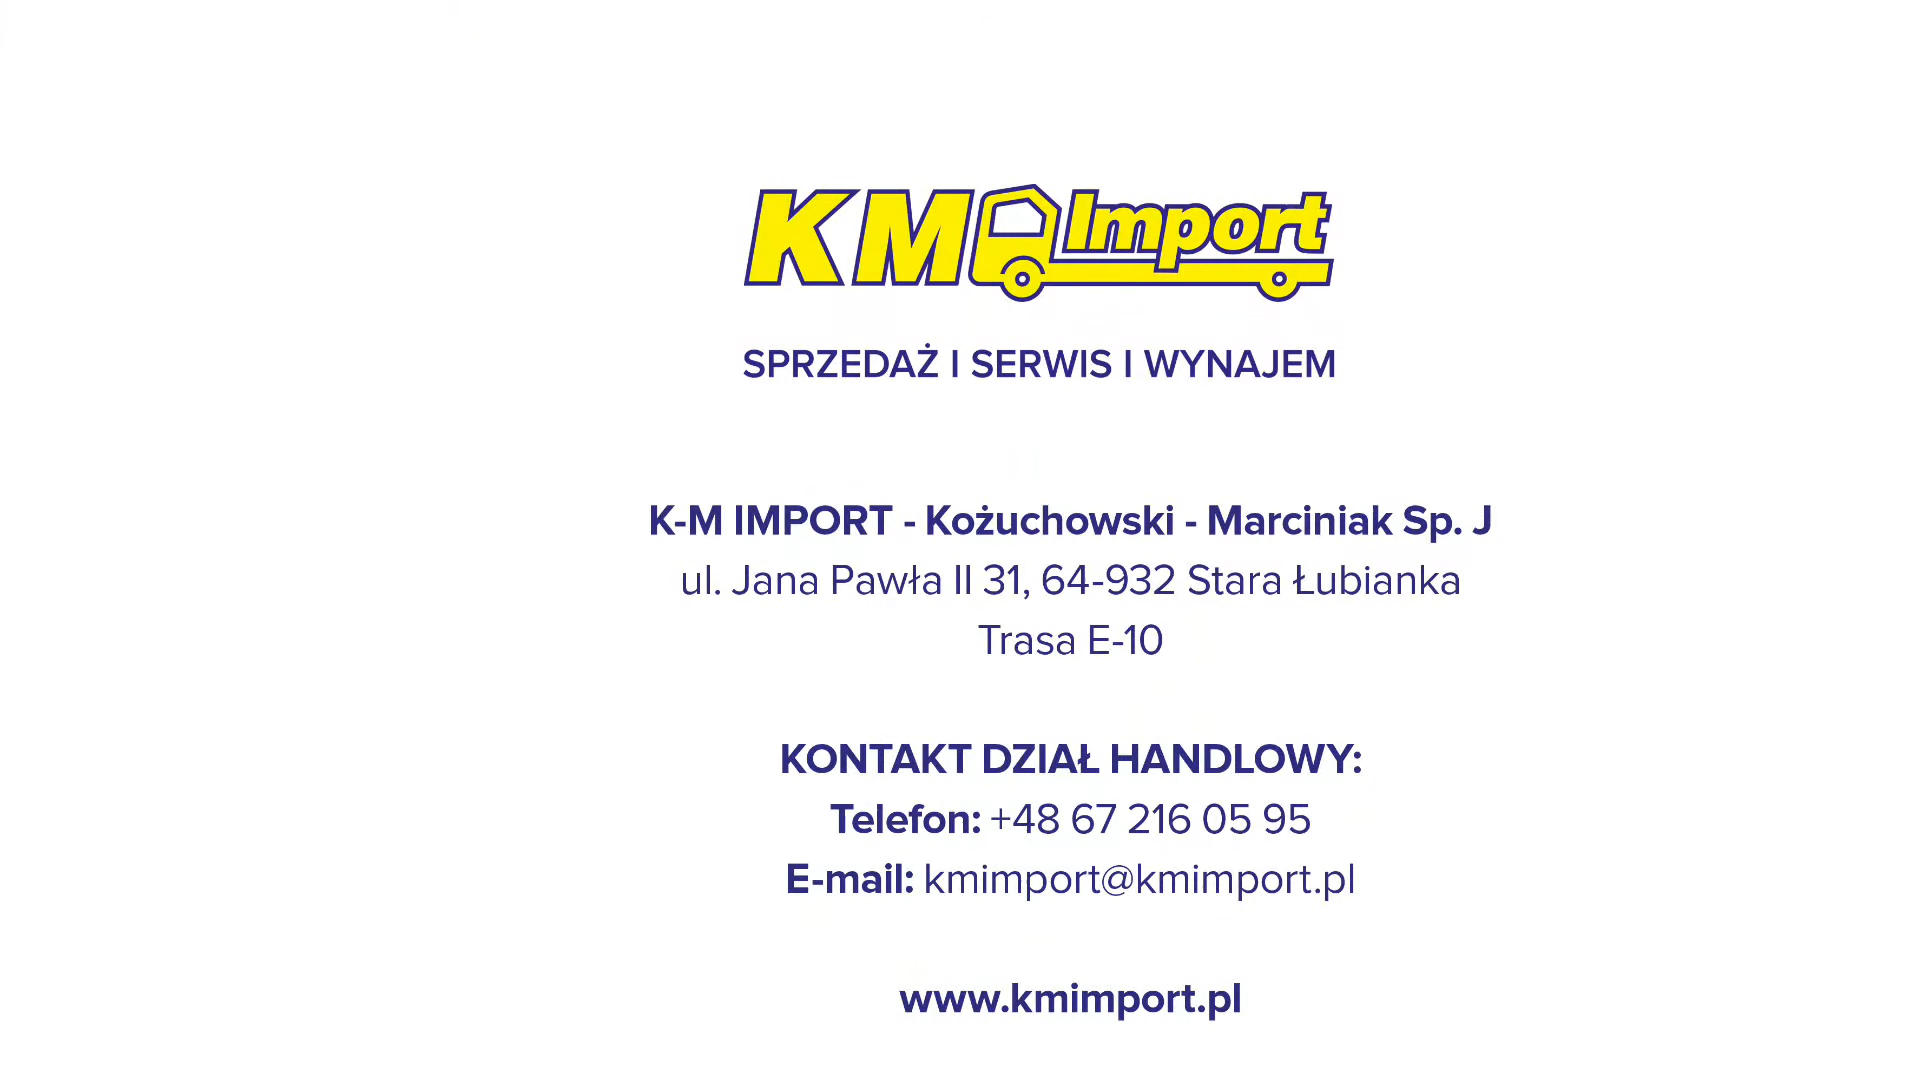 KM Import
SPRZEDAŻ I SERWIS I WYNAJEM
K-M IMPORT - Kożuchowski - Marciniak Sp. J
ul. Jana Pawła II 31, 64-932 Stara Łubianka
Trasa E-10
KONTAKT DZIAŁ HANDLOWY:
Telefon: +48 67 216 05 95
E-mail: kmimport@kmimport.pl
www.kmimport.pl